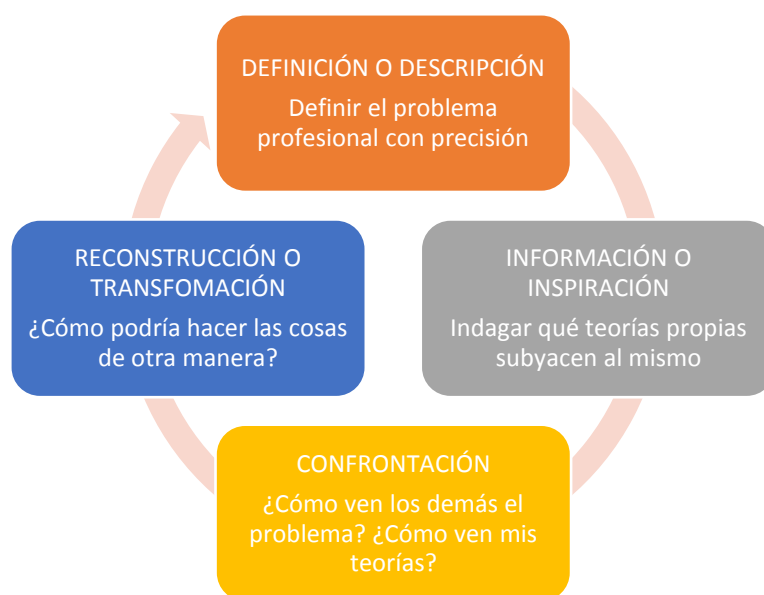 DEFINICIÓN O DESCRIPCIÓN
Definir el problema
profesional con precisión
INFORMACIÓN O
INSPIRACIÓN
Indagar qué teorías propias
subyacen al mismo
CONFRONTACIÓN
¿Cómo ven los demás el
problema? ¿Cómo ven mis
teorías?
RECONSTRUCCIÓN O
TRANSFOMACIÓN
¿Cómo podría hacer las cosas
de otra manera?